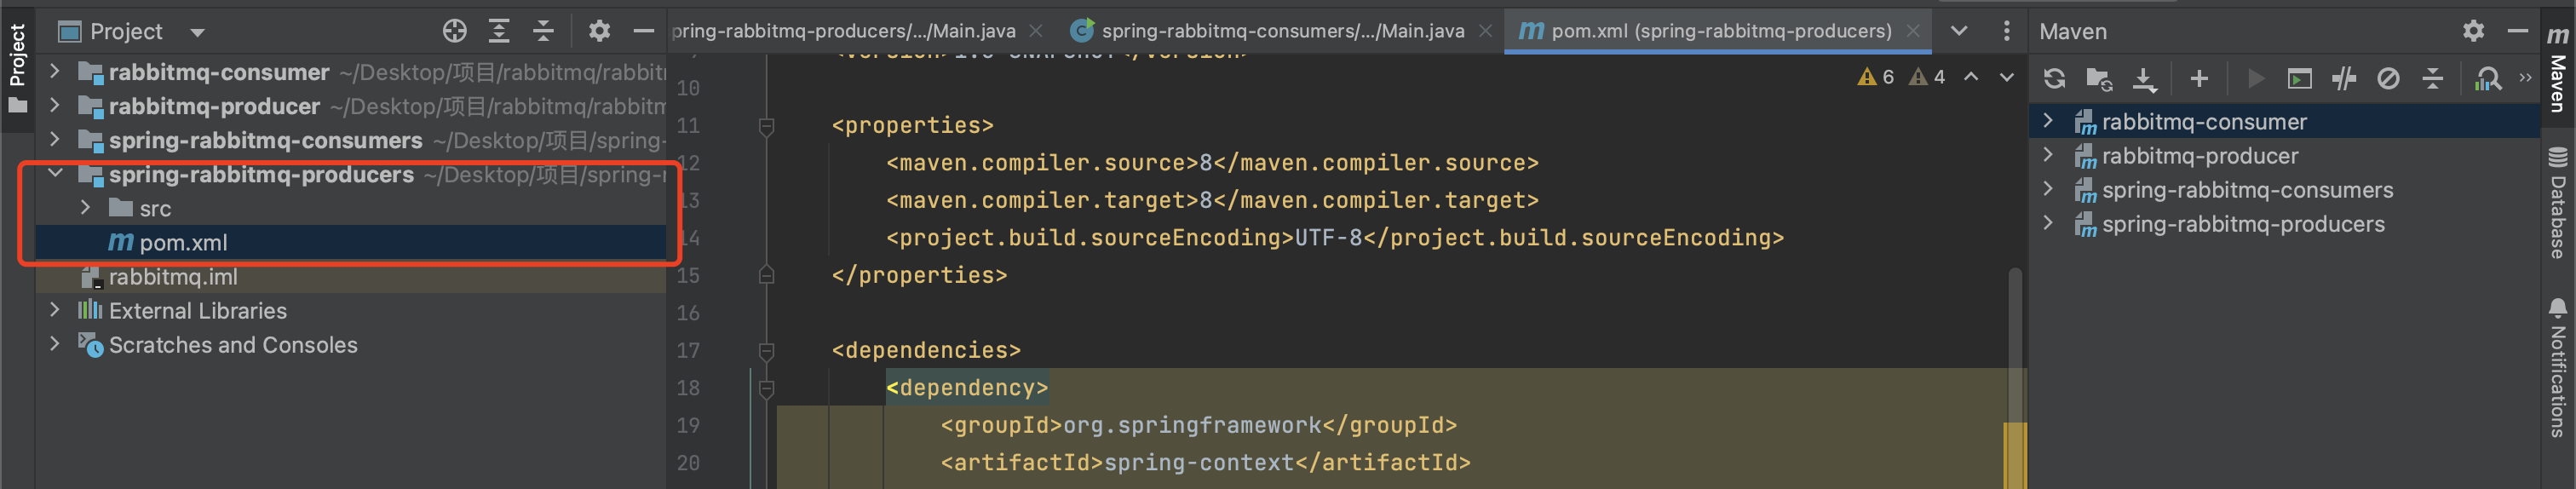 Project
Project
rabbitmq-consumer ~/Desktop/项目/rabbitmq/rabbit
rabbitmq-producer ~/Desktop/项目/rabbitmq/rabbitm
spring-rabbitmq-consumers ~/Desktop/项目/spring-
spring-rabbitmq-producers ~/Desktop/项目/spring-
src
pom.xml
rabbitmq.iml
External Libraries
Scratches and Consoles
pring-rabbitmq-producers/.../Main.java
spring-rabbitmq-consumers/.../Main.java
pom.xml (spring-rabbitmq-producers)
6 4
10
11 <properties>
12 <maven.compiler.source>8</maven.compiler.source>
13 <maven.compiler.target>8</maven.compiler.target>
14 <project.build.sourceEncoding>UTF-8</project.build.sourceEncoding>
15 </properties>
16
17 <dependencies>
18 <dependency>
19 <groupId>org.springframework</groupId>
20 <artifactId>spring-context</artifactId>
Maven
rabbitmq-consumer
rabbitmq-producer
spring-rabbitmq-consumers
spring-rabbitmq-producers
Maven
Database
Notifications